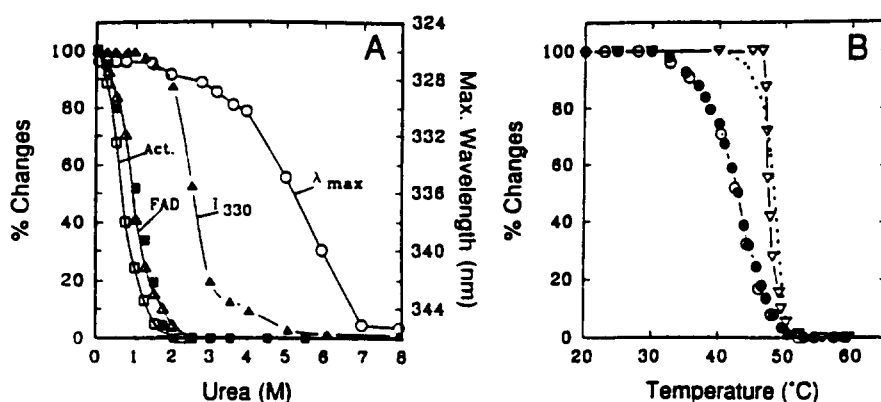 A
B
100
80
60
40
20
0
% Changes
Act.
FAD
I 330
λ max
324
328
332
336
340
344
Max. Wavelength (nm)
0 1 2 3 4 5 6 7 8
Urea (M)
100
80
60
40
20
0
% Changes
20 30 40 50 60
Temperature (°C)